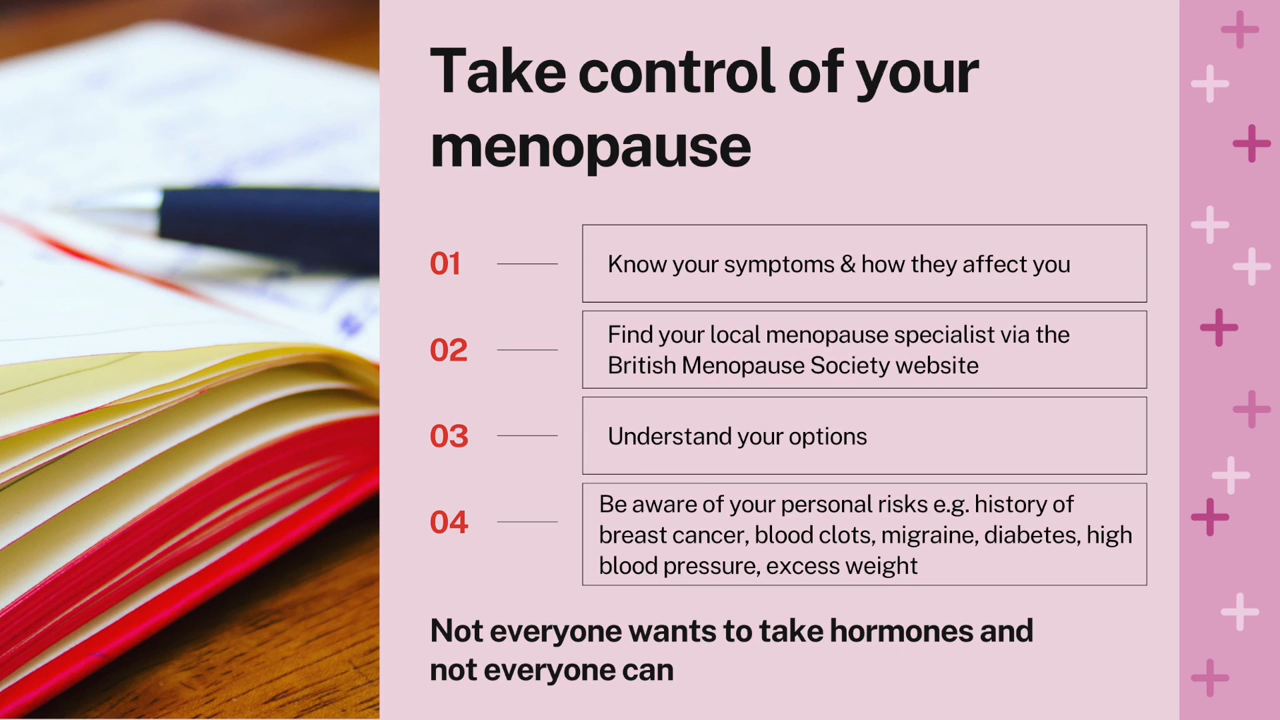 Take control of your
menopause
01
Know your symptoms & how they affect you
02
Find your local menopause specialist via the
British Menopause Society website
03
Understand your options
04
Be aware of your personal risks e.g. history of
breast cancer, blood clots, migraine, diabetes, high
blood pressure, excess weight
Not everyone wants to take hormones and
not everyone can